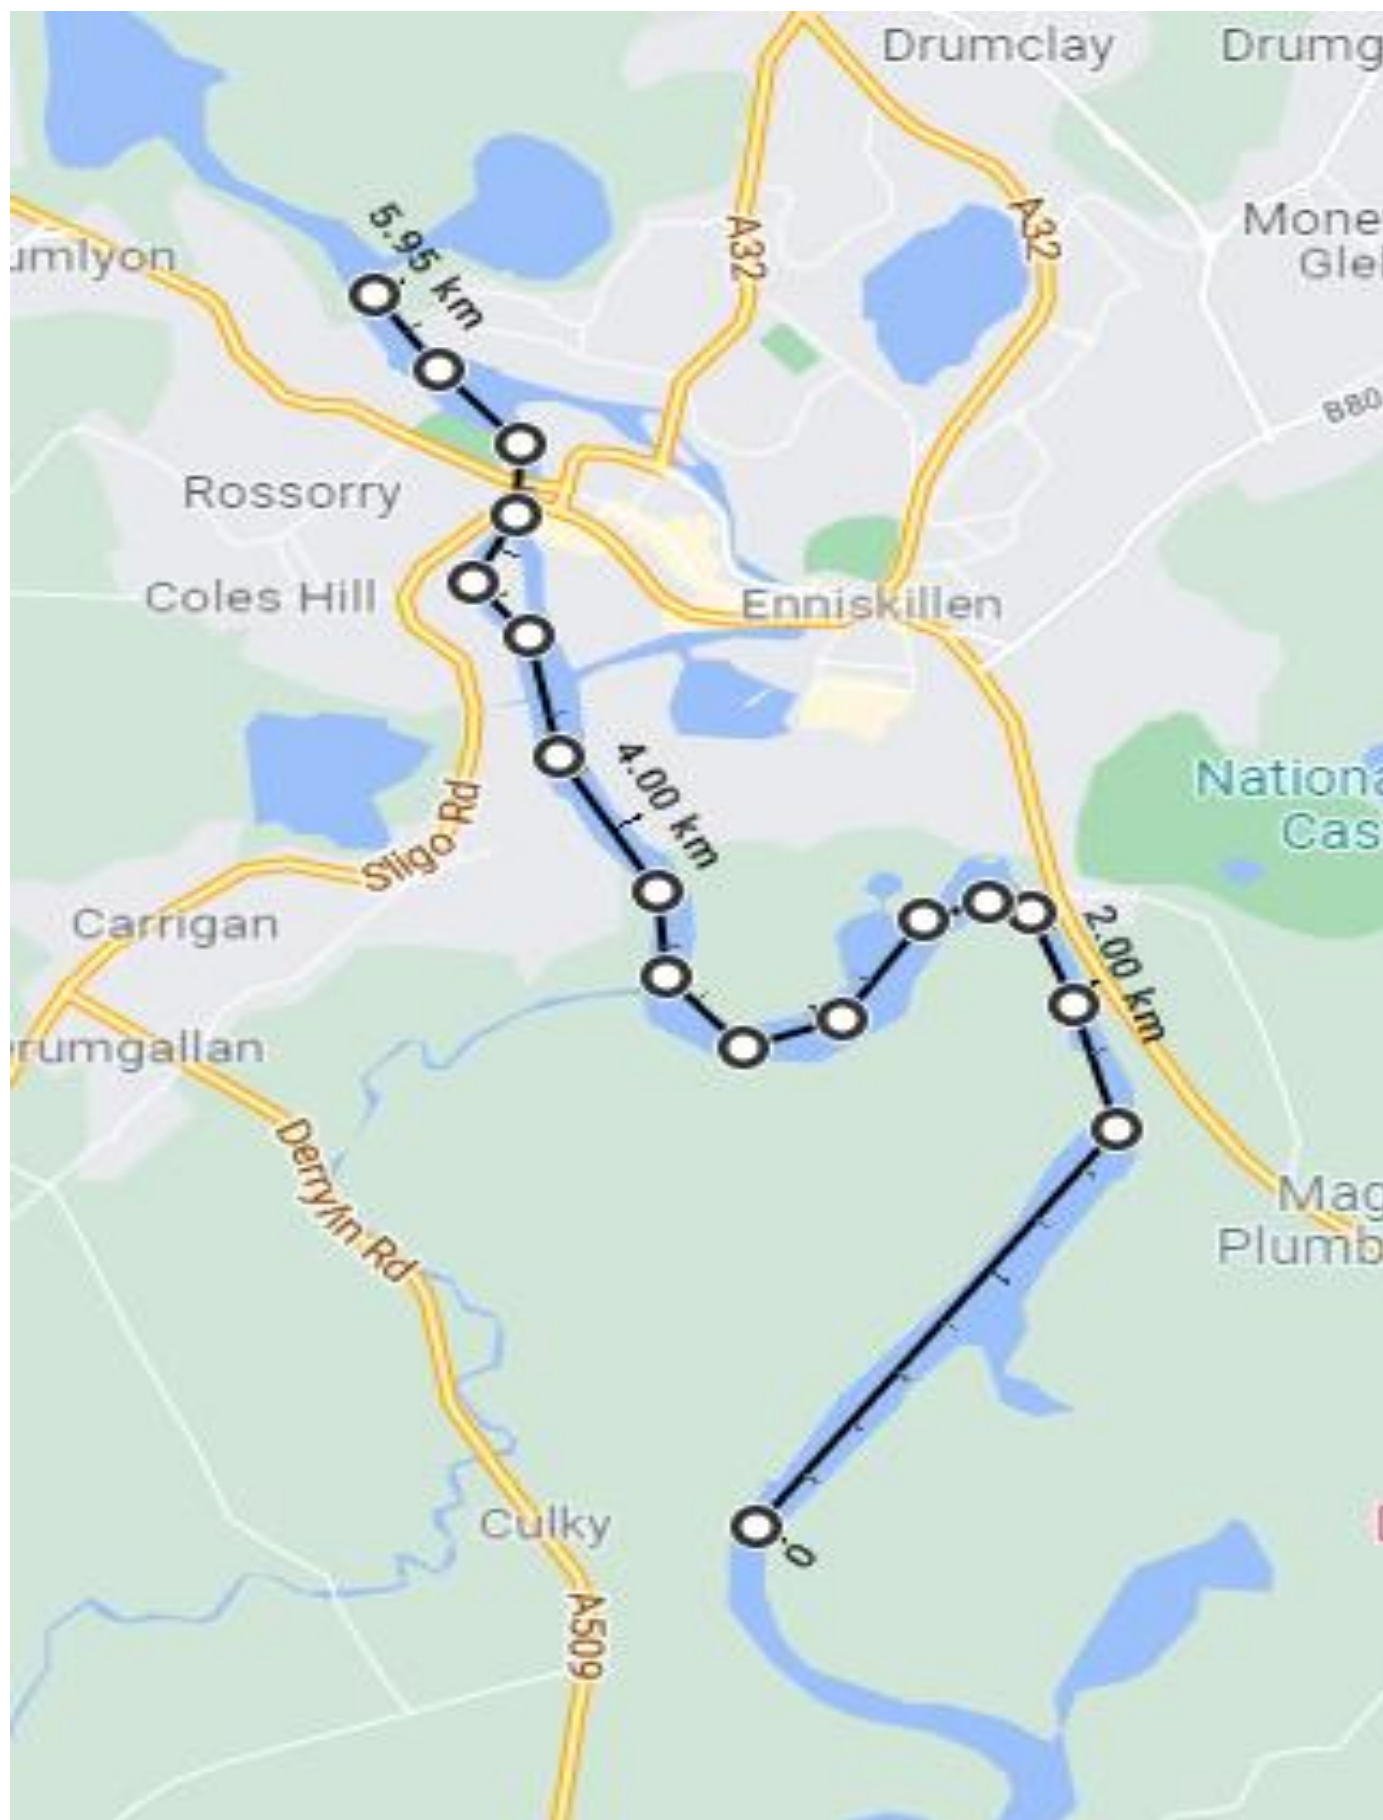 Drumclay
Drumg
A32
A32
Mone
Gle
umlyon
5.95 km
B80
Rossorry
Coles Hill
Enniskillen
4.00 km
Nationa
Cas
Sligo Rd
Carrigan
2.00 km
rumgallan
Derrylin Rd
Mag
Plumb
Culky
0
A509